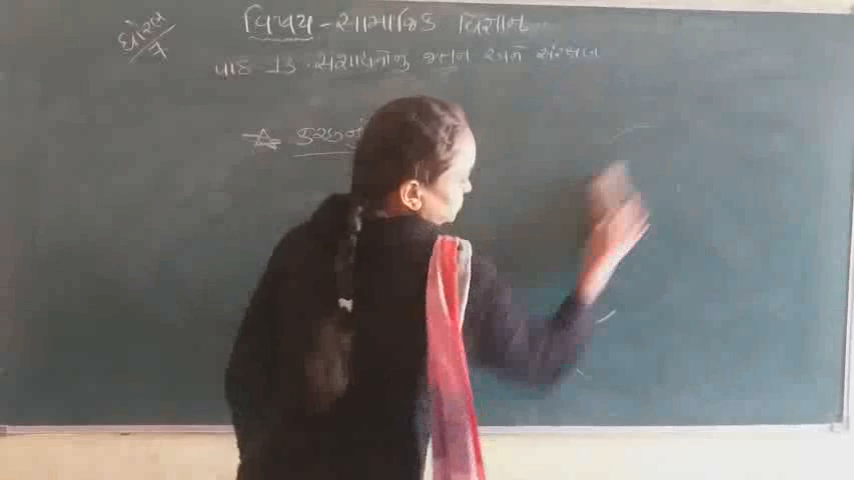 ધોરણ
7
વિષય - સામાજિક વિજ્ઞાન
પાઠ - 13 - સંસાધનોનું જતન અને સંરક્ષણ